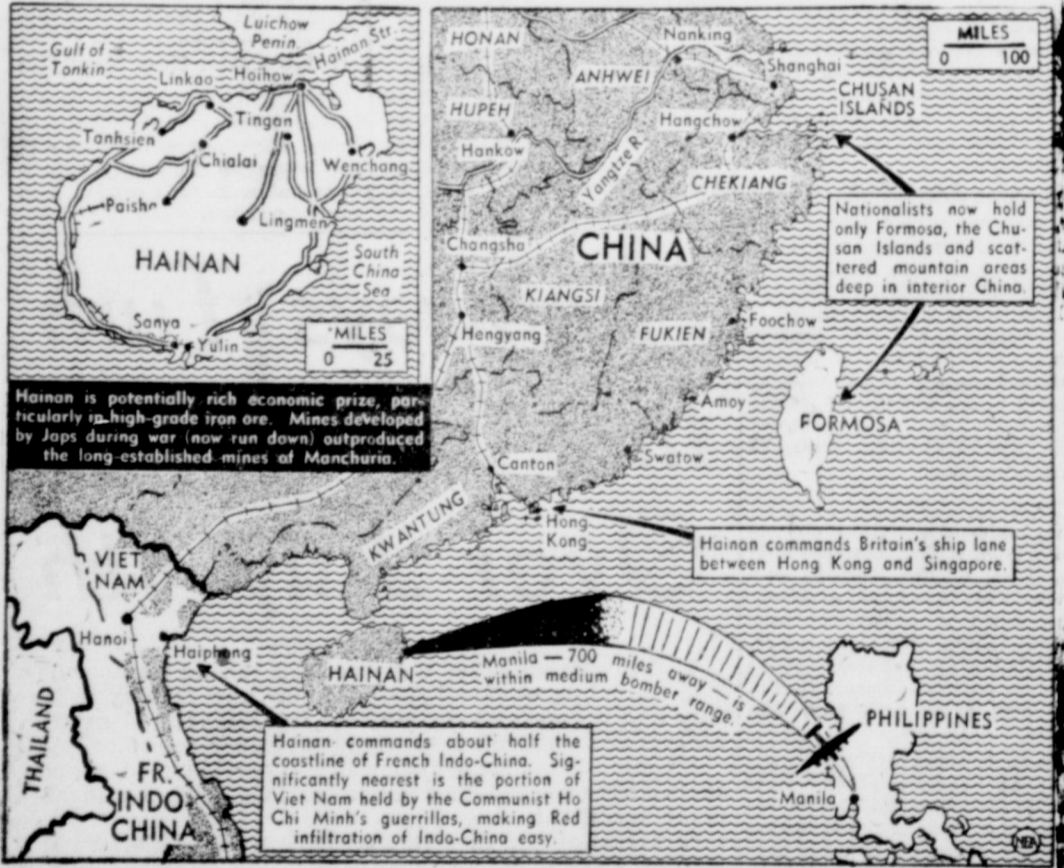 Luichow
Penin.
Hainan Str.
Gulf of
Tonkin
Linkao
Hoihow
Tingan
Tanhsien
Chialai
Wenchang
Paisha
Lingmen
HAINAN
South
China
Sea
Sanya
Yulin
MILES
0 25
Hainan is potentially rich economic prize, par-
ticularly in high-grade iron ore. Mines developed
by Japs during war (now run down) outproduced
the long-established mines of Manchuria.
HONAN
Nanking
MILES
0 100
ANHWEI
Shanghai
CHUSAN
ISLANDS
HUPEH
Hangchow
Hankow
Yangtze R.
CHEKIANG
Nationalists now hold
only Formosa, the Chu-
san Islands and scat-
tered mountain areas
deep in interior China.
Changsha
CHINA
KIANGSI
Hengyang
FUKIEN
Foochow
Amoy
FORMOSA
Swatow
Canton
KWANTUNG
Hong
Kong
Hainan commands Britain's ship lane
between Hong Kong and Singapore.
VIET
NAM
Hanoi
Haiphong
HAINAN
Manila—700 miles away—is
within medium bomber range.
PHILIPPINES
Manila
THAILAND
FR.
INDO
CHINA
Hainan commands about half the
coastline of French Indo-China. Sig-
nificantly nearest is the portion of
Viet Nam held by the Communist Ho
Chi Minh's guerrillas, making Red
infiltration of Indo-China easy.
NEA